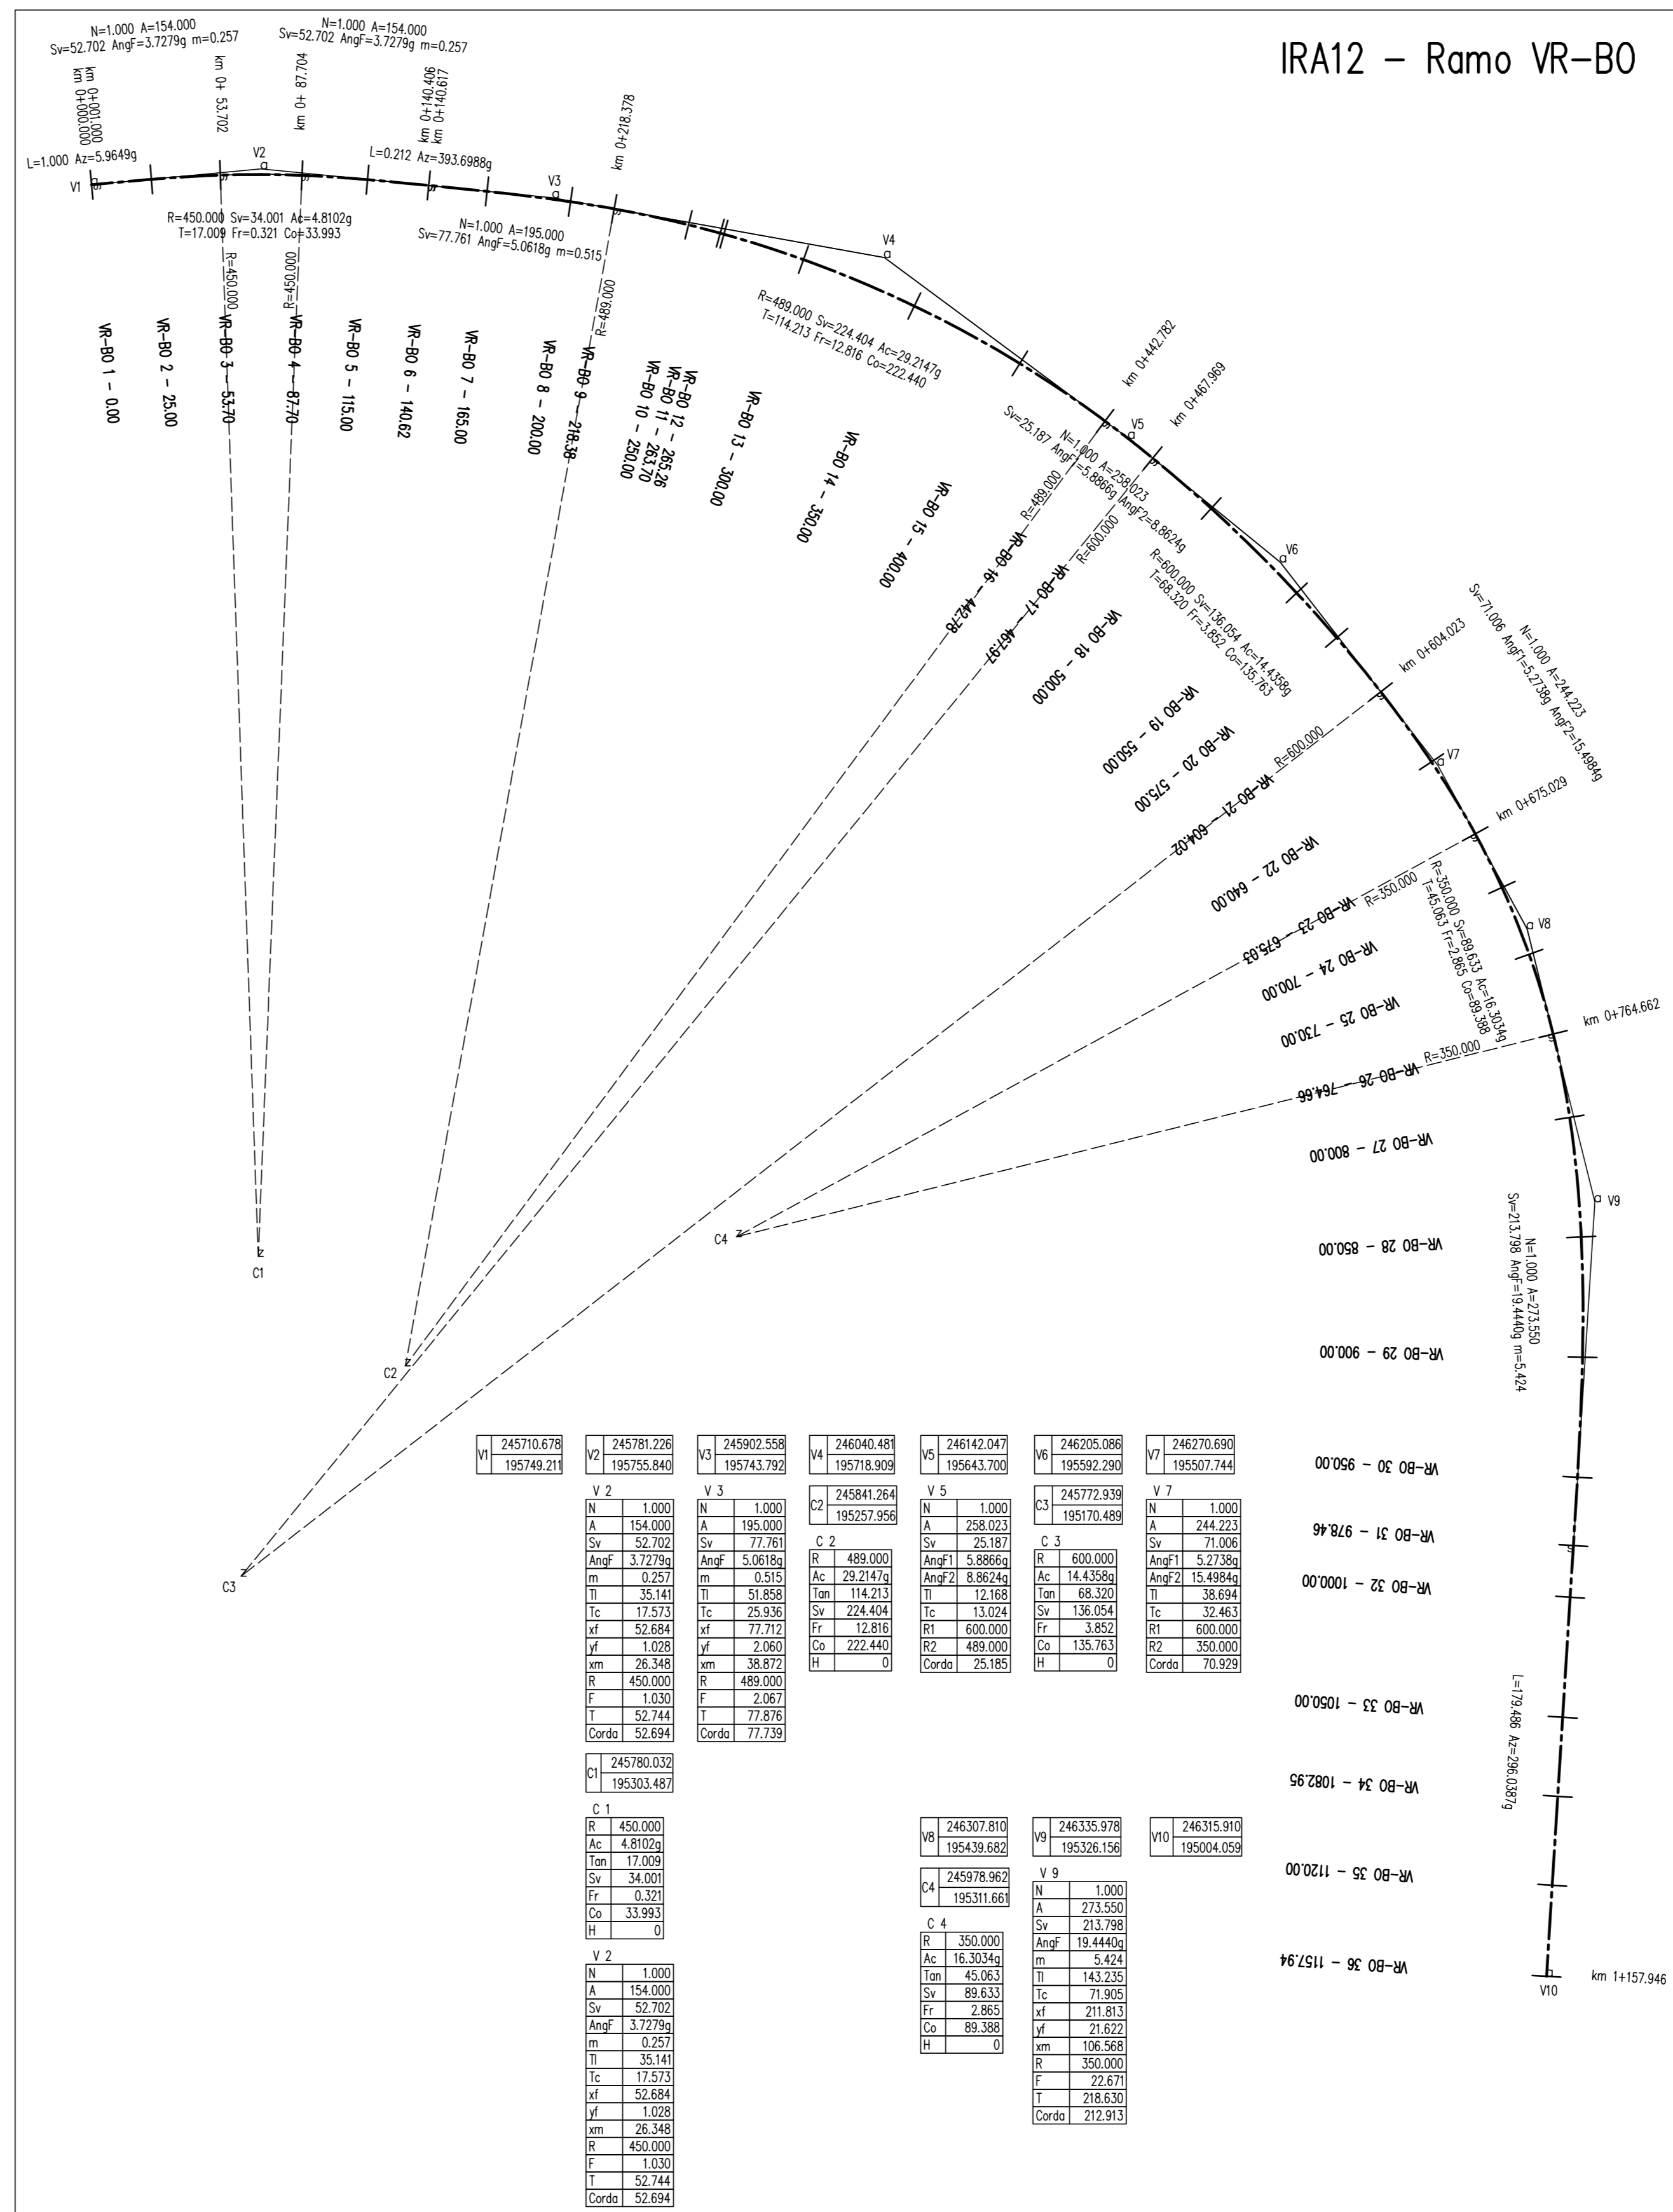 IRA12 - Ramo VR-BO
N=1.000 A=154.000
Sv=52.702 AngF=3.7279g m=0.257
N=1.000 A=154.000
Sv=52.702 AngF=3.7279g m=0.257
km 0+000.000
km 0+001.000
km 0+ 53.702
km 0+ 87.704
km 0+140.406
km 0+140.617
km 0+218.378
L=1.000 Az=5.9649g
V1
V2
L=0.212 Az=393.6988g
V3
V4
R=450.000 Sv=34.001 Ac=4.8102g
T=17.009 Fr=0.321 Co=33.993
N=1.000 A=195.000
Sv=77.761 AngF=5.0618g m=0.515
R=450.000
R=450.000
R=489.000
R=489.000 Sv=224.404 Ac=29.2147g
T=114.213 Fr=12.816 Co=222.440
km 0+442.782
km 0+467.969
V5
N=1.000 A=258.023
Sv=25.187 AngF1=5.8866g AngF2=8.8624g
R=489.000
R=600.000
V6
R=600.000 Sv=136.054 Ac=14.4358g
T=68.320 Fr=3.852 Co=135.763
km 0+604.023
N=1.000 A=244.223
Sv=71.006 AngF1=5.2738g AngF2=15.4984g
R=600.000
V7
km 0+675.029
R=350.000
R=350.000 Sv=89.633 Ac=16.3034g
T=45.063 Fr=2.865 Co=89.388
V8
km 0+764.662
R=350.000
V9
N=1.000 A=273.550
Sv=213.798 AngF=19.4440g m=5.424
L=179.486 Az=296.0387g
V10
km 1+157.946
VR-BO 1 - 0.00
VR-BO 2 - 25.00
VR-BO 3 - 53.70
VR-BO 4 - 87.70
VR-BO 5 - 115.00
VR-BO 6 - 140.62
VR-BO 7 - 165.00
VR-BO 8 - 200.00
VR-BO 9 - 218.38
VR-BO 10 - 250.00
VR-BO 11 - 263.70
VR-BO 12 - 265.26
VR-BO 13 - 300.00
VR-BO 14 - 350.00
VR-BO 15 - 400.00
VR-BO 16 - 442.78
VR-BO 17 - 467.97
VR-BO 18 - 500.00
VR-BO 19 - 550.00
VR-BO 20 - 575.00
VR-BO 21 - 604.02
VR-BO 22 - 640.00
VR-BO 23 - 675.03
VR-BO 24 - 700.00
VR-BO 25 - 730.00
VR-BO 26 - 764.66
VR-BO 27 - 800.00
VR-BO 28 - 850.00
VR-BO 29 - 900.00
VR-BO 30 - 950.00
VR-BO 31 - 978.46
VR-BO 32 - 1000.00
VR-BO 33 - 1050.00
VR-BO 34 - 1082.95
VR-BO 35 - 1120.00
VR-BO 36 - 1157.94
C1
C2
C3
C4
V1 245710.678
195749.211
V2 245781.226
195755.840
V 2
N 1.000
A 154.000
Sv 52.702
AngF 3.7279g
m 0.257
Tl 35.141
Tc 17.573
xf 52.684
yf 1.028
xm 26.348
R 450.000
F 1.030
T 52.744
Corda 52.694
C1 245780.032
195303.487
C 1
R 450.000
Ac 4.8102g
Tan 17.009
Sv 34.001
Fr 0.321
Co 33.993
H 0
V 2
N 1.000
A 154.000
Sv 52.702
AngF 3.7279g
m 0.257
Tl 35.141
Tc 17.573
xf 52.684
yf 1.028
xm 26.348
R 450.000
F 1.030
T 52.744
Corda 52.694
V3 245902.558
195743.792
V 3
N 1.000
A 195.000
Sv 77.761
AngF 5.0618g
m 0.515
Tl 51.858
Tc 25.936
xf 77.712
yf 2.060
xm 38.872
R 489.000
F 2.067
T 77.876
Corda 77.739
V4 246040.481
195718.909
C2 245841.264
195257.956
C 2
R 489.000
Ac 29.2147g
Tan 114.213
Sv 224.404
Fr 12.816
Co 222.440
H 0
V5 246142.047
195643.700
V 5
N 1.000
A 258.023
Sv 25.187
AngF1 5.8866g
AngF2 8.8624g
Tl 12.168
Tc 13.024
R1 600.000
R2 489.000
Corda 25.185
V6 246205.086
195592.290
C3 245772.939
195170.489
C 3
R 600.000
Ac 14.4358g
Tan 68.320
Sv 136.054
Fr 3.852
Co 135.763
H 0
V7 246270.690
195507.744
V 7
N 1.000
A 244.223
Sv 71.006
AngF1 5.2738g
AngF2 15.4984g
Tl 38.694
Tc 32.463
R1 600.000
R2 350.000
Corda 70.929
V8 246307.810
195439.682
C4 245978.962
195311.661
C 4
R 350.000
Ac 16.3034g
Tan 45.063
Sv 89.633
Fr 2.865
Co 89.388
H 0
V9 246335.978
195326.156
V 9
N 1.000
A 273.550
Sv 213.798
AngF 19.4440g
m 5.424
Tl 143.235
Tc 71.905
xf 211.813
yf 21.622
xm 106.568
R 350.000
F 22.671
T 218.630
Corda 212.913
V10 246315.910
195004.059